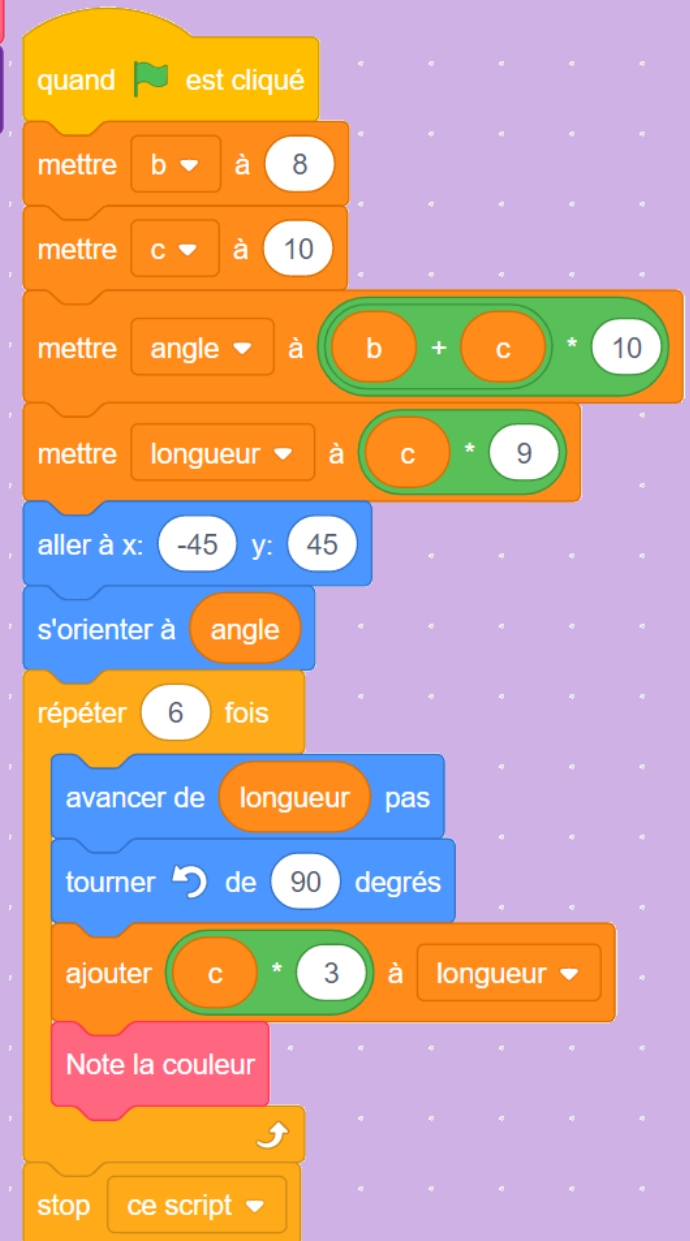 quand est cliqué
mettre b à 8
mettre c à 10
mettre angle à b + c * 10
mettre longueur à c * 9
aller à x: -45 y: 45
s'orienter à angle
répéter 6 fois
avancer de longueur pas
tourner de 90 degrés
ajouter c * 3 à longueur
Note la couleur
stop ce script